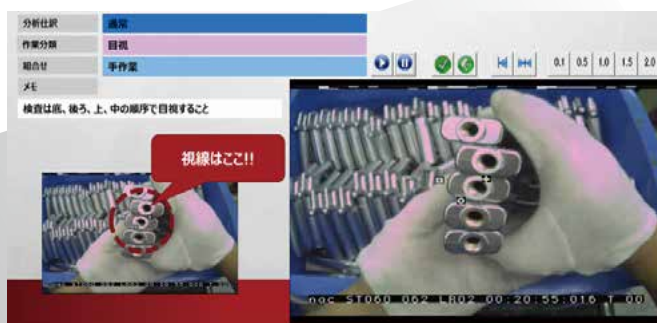 分析仕訳 通常
作業分類 目視
組合せ 手作業
メモ
検査は底、後ろ、上、中の順序で目視すること
0.1 0.5 1.0 1.5 2.0
視線はここ!!
nac ST060 062 LR02 00:20:55:016 T 00